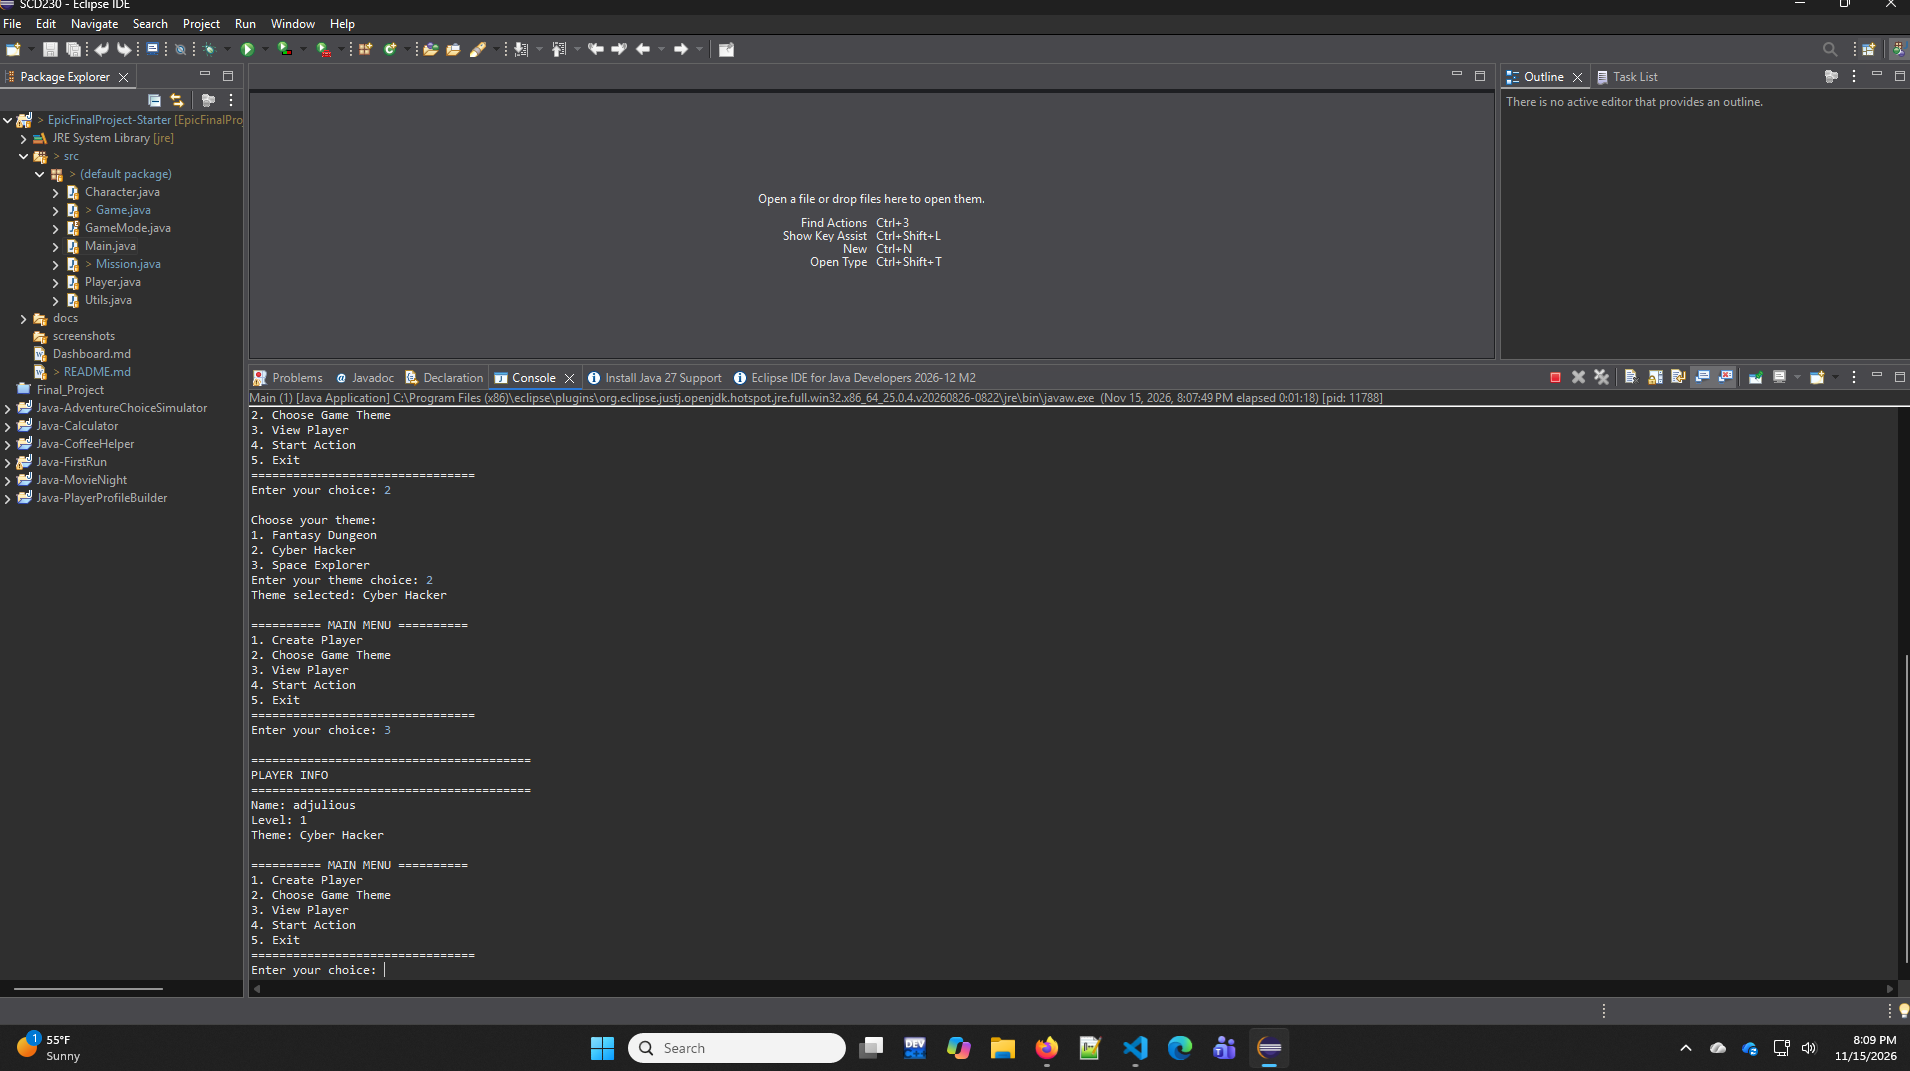 SCD230 - Eclipse IDE
File Edit Navigate Search Project Run Window Help
Package Explorer
> EpicFinalProject-Starter [EpicFinalPro
JRE System Library [jre]
> src
> (default package)
Character.java
> Game.java
GameMode.java
Main.java
> Mission.java
Player.java
Utils.java
docs
screenshots
Dashboard.md
> README.md
Final_Project
Java-AdventureChoiceSimulator
Java-Calculator
Java-CoffeeHelper
Java-FirstRun
Java-MovieNight
Java-PlayerProfileBuilder
Open a file or drop files here to open them.
Find Actions Ctrl+3
Show Key Assist Ctrl+Shift+L
New Ctrl+N
Open Type Ctrl+Shift+T
Outline Task List
There is no active editor that provides an outline.
Problems Javadoc Declaration Console Install Java 27 Support Eclipse IDE for Java Developers 2026-12 M2
Main (1) [Java Application] C:\Program Files (x86)\eclipse\plugins\org.eclipse.justj.openjdk.hotspot.jre.full.win32.x86_64_25.0.4.v20260826-0822\jre\bin\javaw.exe (Nov 15, 2026, 8:07:49 PM elapsed 0:01:18) [pid: 11788]
2. Choose Game Theme
3. View Player
4. Start Action
5. Exit
================================
Enter your choice: 2
Choose your theme:
1. Fantasy Dungeon
2. Cyber Hacker
3. Space Explorer
Enter your theme choice: 2
Theme selected: Cyber Hacker
========== MAIN MENU ==========
1. Create Player
2. Choose Game Theme
3. View Player
4. Start Action
5. Exit
================================
Enter your choice: 3
========================================
PLAYER INFO
========================================
Name: adjulious
Level: 1
Theme: Cyber Hacker
========== MAIN MENU ==========
1. Create Player
2. Choose Game Theme
3. View Player
4. Start Action
5. Exit
================================
Enter your choice:
1
55°F
Sunny
Search
DEV
8:09 PM
11/15/2026